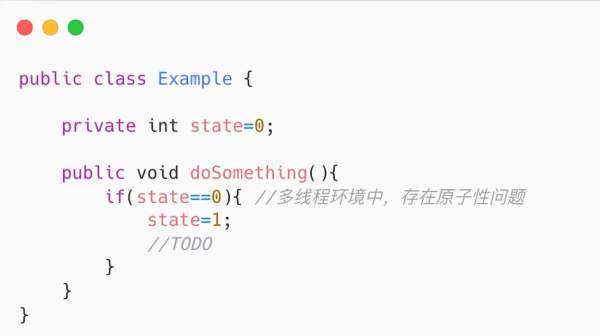 public class Example {
private int state=0;
public void doSomething(){
if(state==0){ //多线程环境中，存在原子性问题
state=1;
//TODO
}
}
}